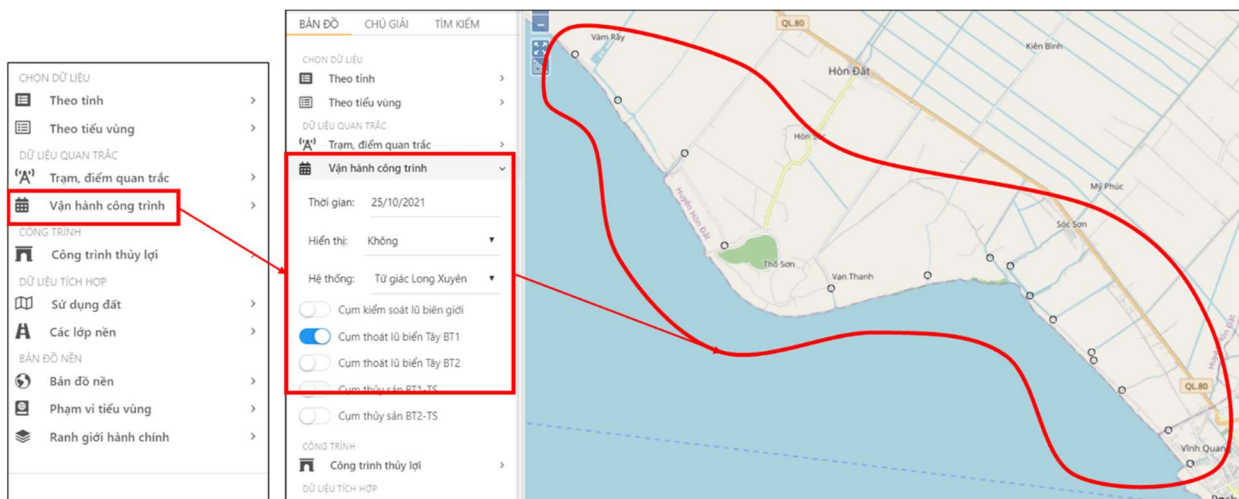 CHỌN DỮ LIỆU
Theo tỉnh
Theo tiểu vùng
DỮ LIỆU QUAN TRẮC
Trạm, điểm quan trắc
Vận hành công trình
CÔNG TRÌNH
Công trình thủy lợi
DỮ LIỆU TÍCH HỢP
Sử dụng đất
Các lớp nền
BẢN ĐỒ NỀN
Bản đồ nền
Phạm vi tiểu vùng
Ranh giới hành chính
BẢN ĐỒ CHÚ GIẢI TÌM KIẾM
CHỌN DỮ LIỆU
Theo tỉnh
Theo tiểu vùng
DỮ LIỆU QUAN TRẮC
Trạm, điểm quan trắc
Vận hành công trình
Thời gian: 25/10/2021
Hiển thị: Không
Hệ thống: Tứ giác Long Xuyên
Cụm kiểm soát lũ biên giới
Cụm thoát lũ biển Tây BT1
Cụm thoát lũ biển Tây BT2
Cụm thủy sản BT1-TS
Cụm thủy sản BT2-TS
CÔNG TRÌNH
Công trình thủy lợi
DỮ LIỆU TÍCH HỢP
QL.80
Vàm Rầy
Kiên Bình
Hòn Đất
Hòn Sóc
Mỹ Phúc
Huyện Hòn Đất
Sóc Sơn
Thổ Sơn
Vạn Thanh
QL.80
Vĩnh Quang